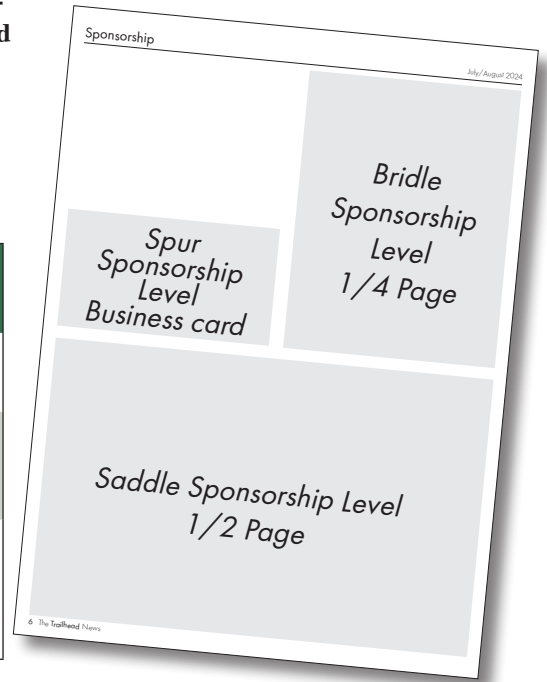 d
Sponsorship
July/August 2024
Bridle
Sponsorship
Level
1/4 Page
Spur
Sponsorship
Level
Business card
Saddle Sponsorship Level
1/2 Page
6 The Trailhead News